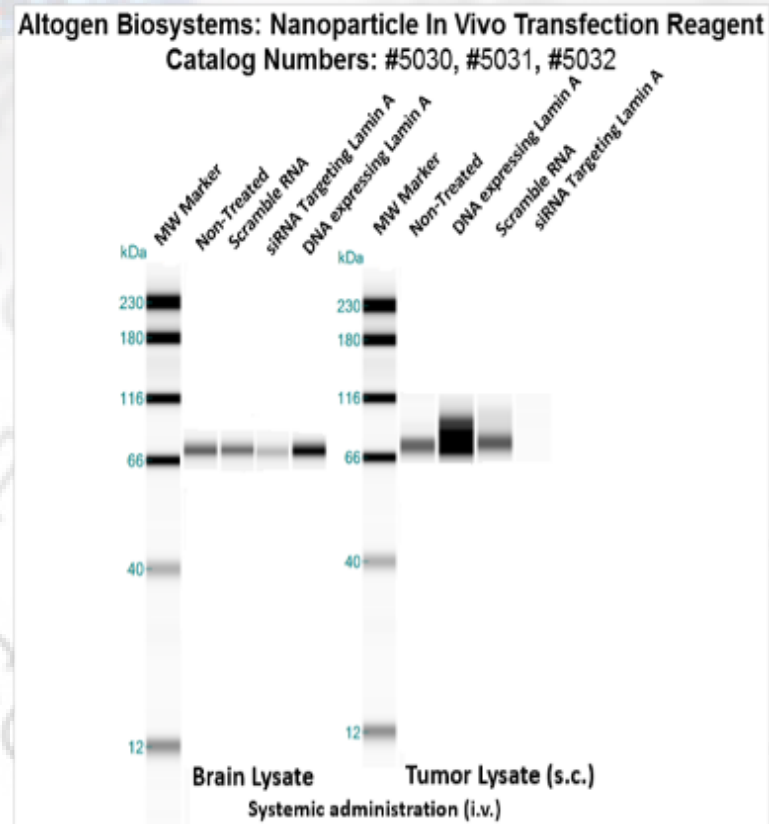 Altogen Biosystems: Nanoparticle In Vivo Transfection Reagent
Catalog Numbers: #5030, #5031, #5032
MW Marker
Non-Treated
Scramble RNA
siRNA Targeting Lamin A
DNA expressing Lamin A
MW Marker
Non-Treated
DNA expressing Lamin A
Scramble RNA
siRNA Targeting Lamin A
kDa
230
180
116
66
40
12
kDa
230
180
116
66
40
12
Brain Lysate
Tumor Lysate (s.c.)
Systemic administration (i.v.)